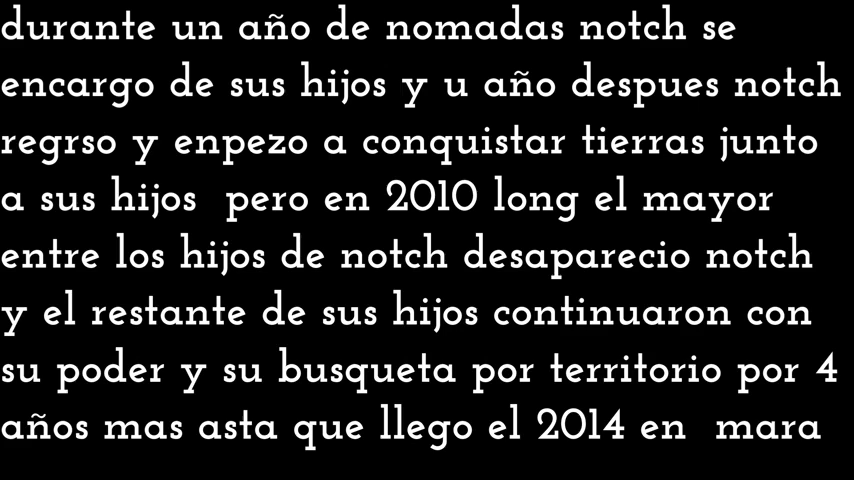 durante un año de nomadas notch se
encargo de sus hijos y u año despues notch
regrso y enpezo a conquistar tierras junto
a sus hijos  pero en 2010 long el mayor
entre los hijos de notch desaparecio notch
y el restante de sus hijos continuaron con
su poder y su busqueta por territorio por 4
años mas asta que llego el 2014 en  mara